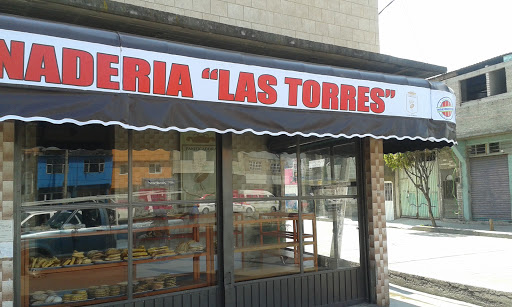 NADERIA "LAS TORRES"